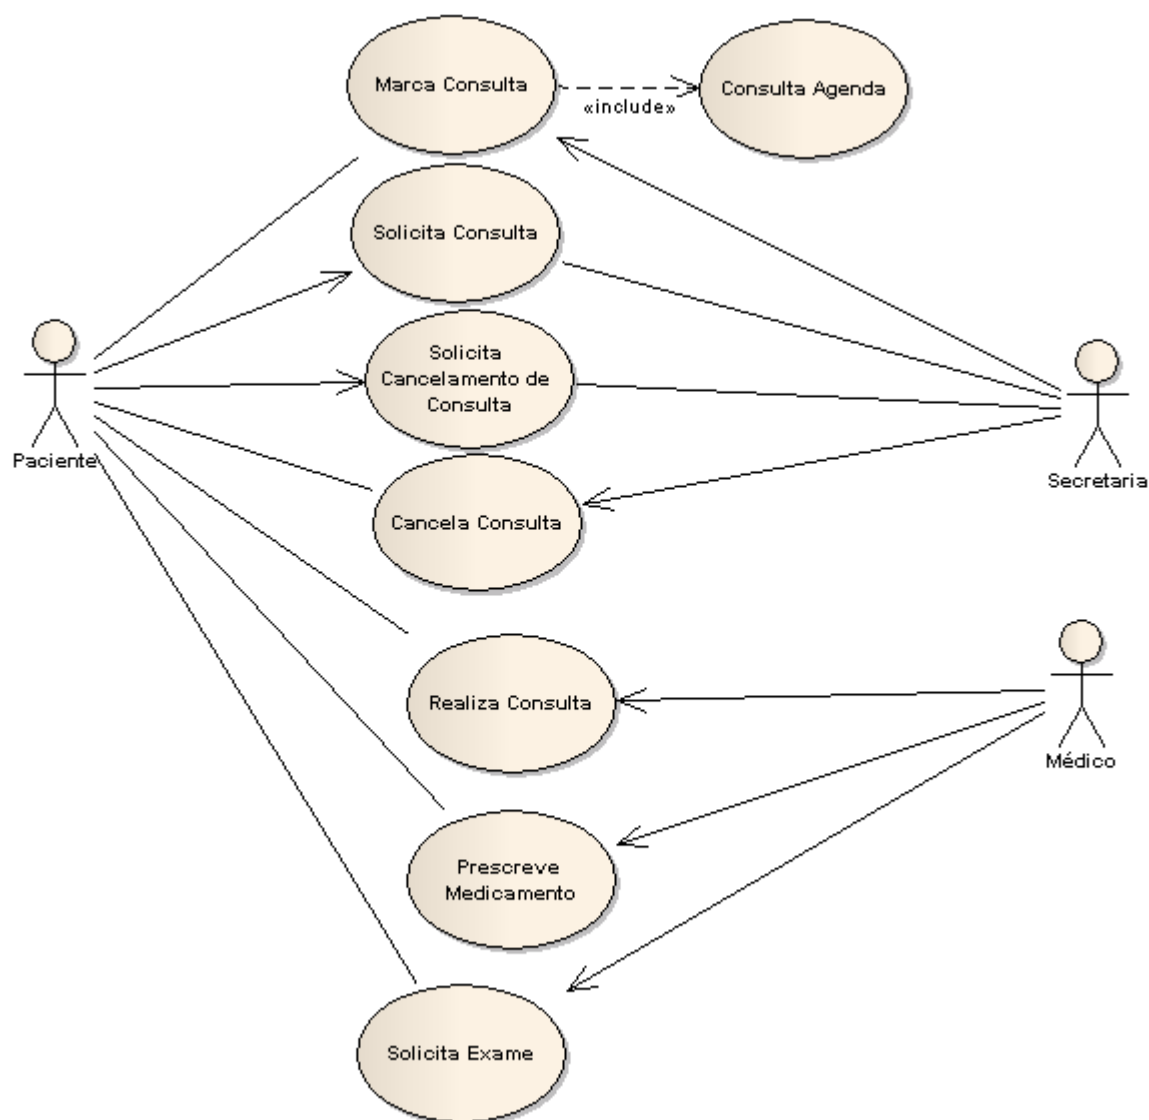 Marca Consulta
Consulta Agenda
«include»
Solicita Consulta
Solicita
Cancelamento de
Consulta
Paciente
Secretaria
Cancela Consulta
Realiza Consulta
Médico
Prescreve
Medicamento
Solicita Exame